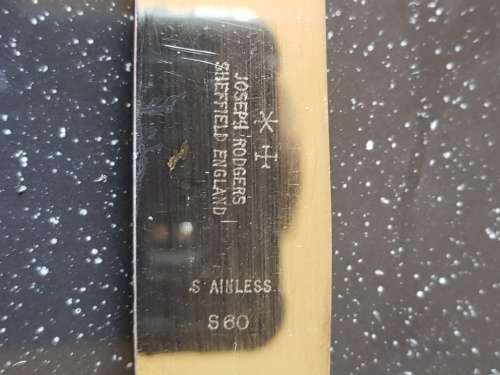 JOSEPH RODGERS
SHEFFIELD ENGLAND
S AINLESS
S60